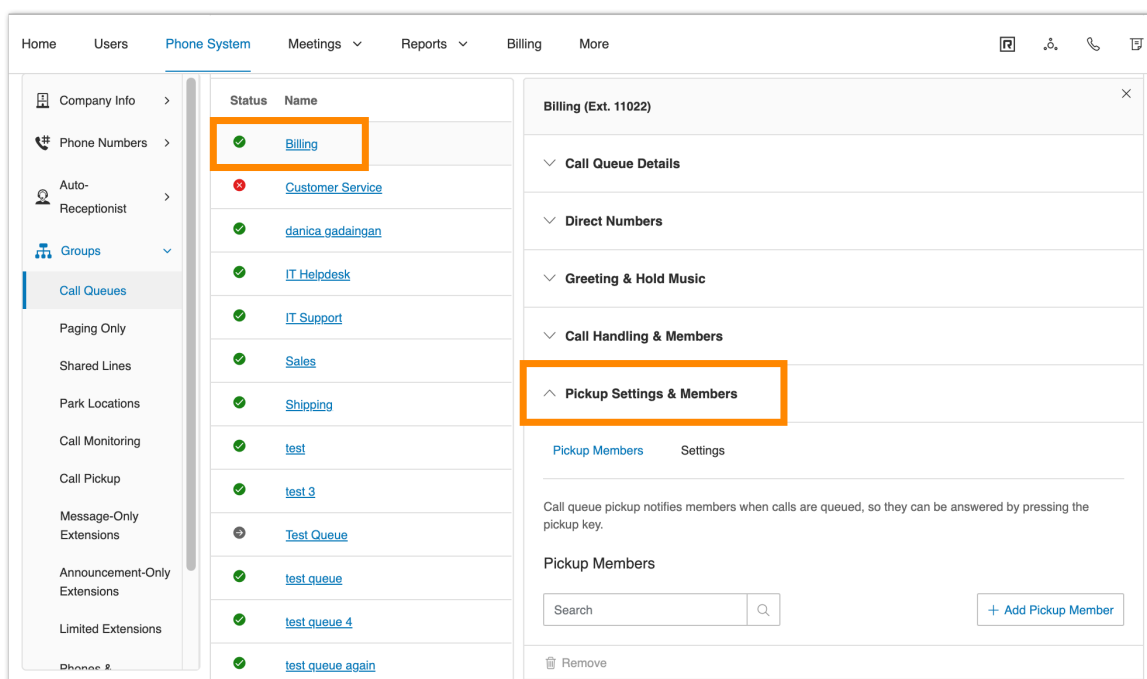 Home Users Phone System Meetings Reports Billing More
Company Info
Phone Numbers
Auto-
Receptionist
Groups
Call Queues
Paging Only
Shared Lines
Park Locations
Call Monitoring
Call Pickup
Message-Only
Extensions
Announcement-Only
Extensions
Limited Extensions
Phones &
Status Name
Billing
Customer Service
danica gadaingan
IT Helpdesk
IT Support
Sales
Shipping
test
test 3
Test Queue
test queue
test queue 4
test queue again
Billing (Ext. 11022)
Call Queue Details
Direct Numbers
Greeting & Hold Music
Call Handling & Members
Pickup Settings & Members
Pickup Members Settings
Call queue pickup notifies members when calls are queued, so they can be answered by pressing the
pickup key.
Pickup Members
Search
+ Add Pickup Member
Remove